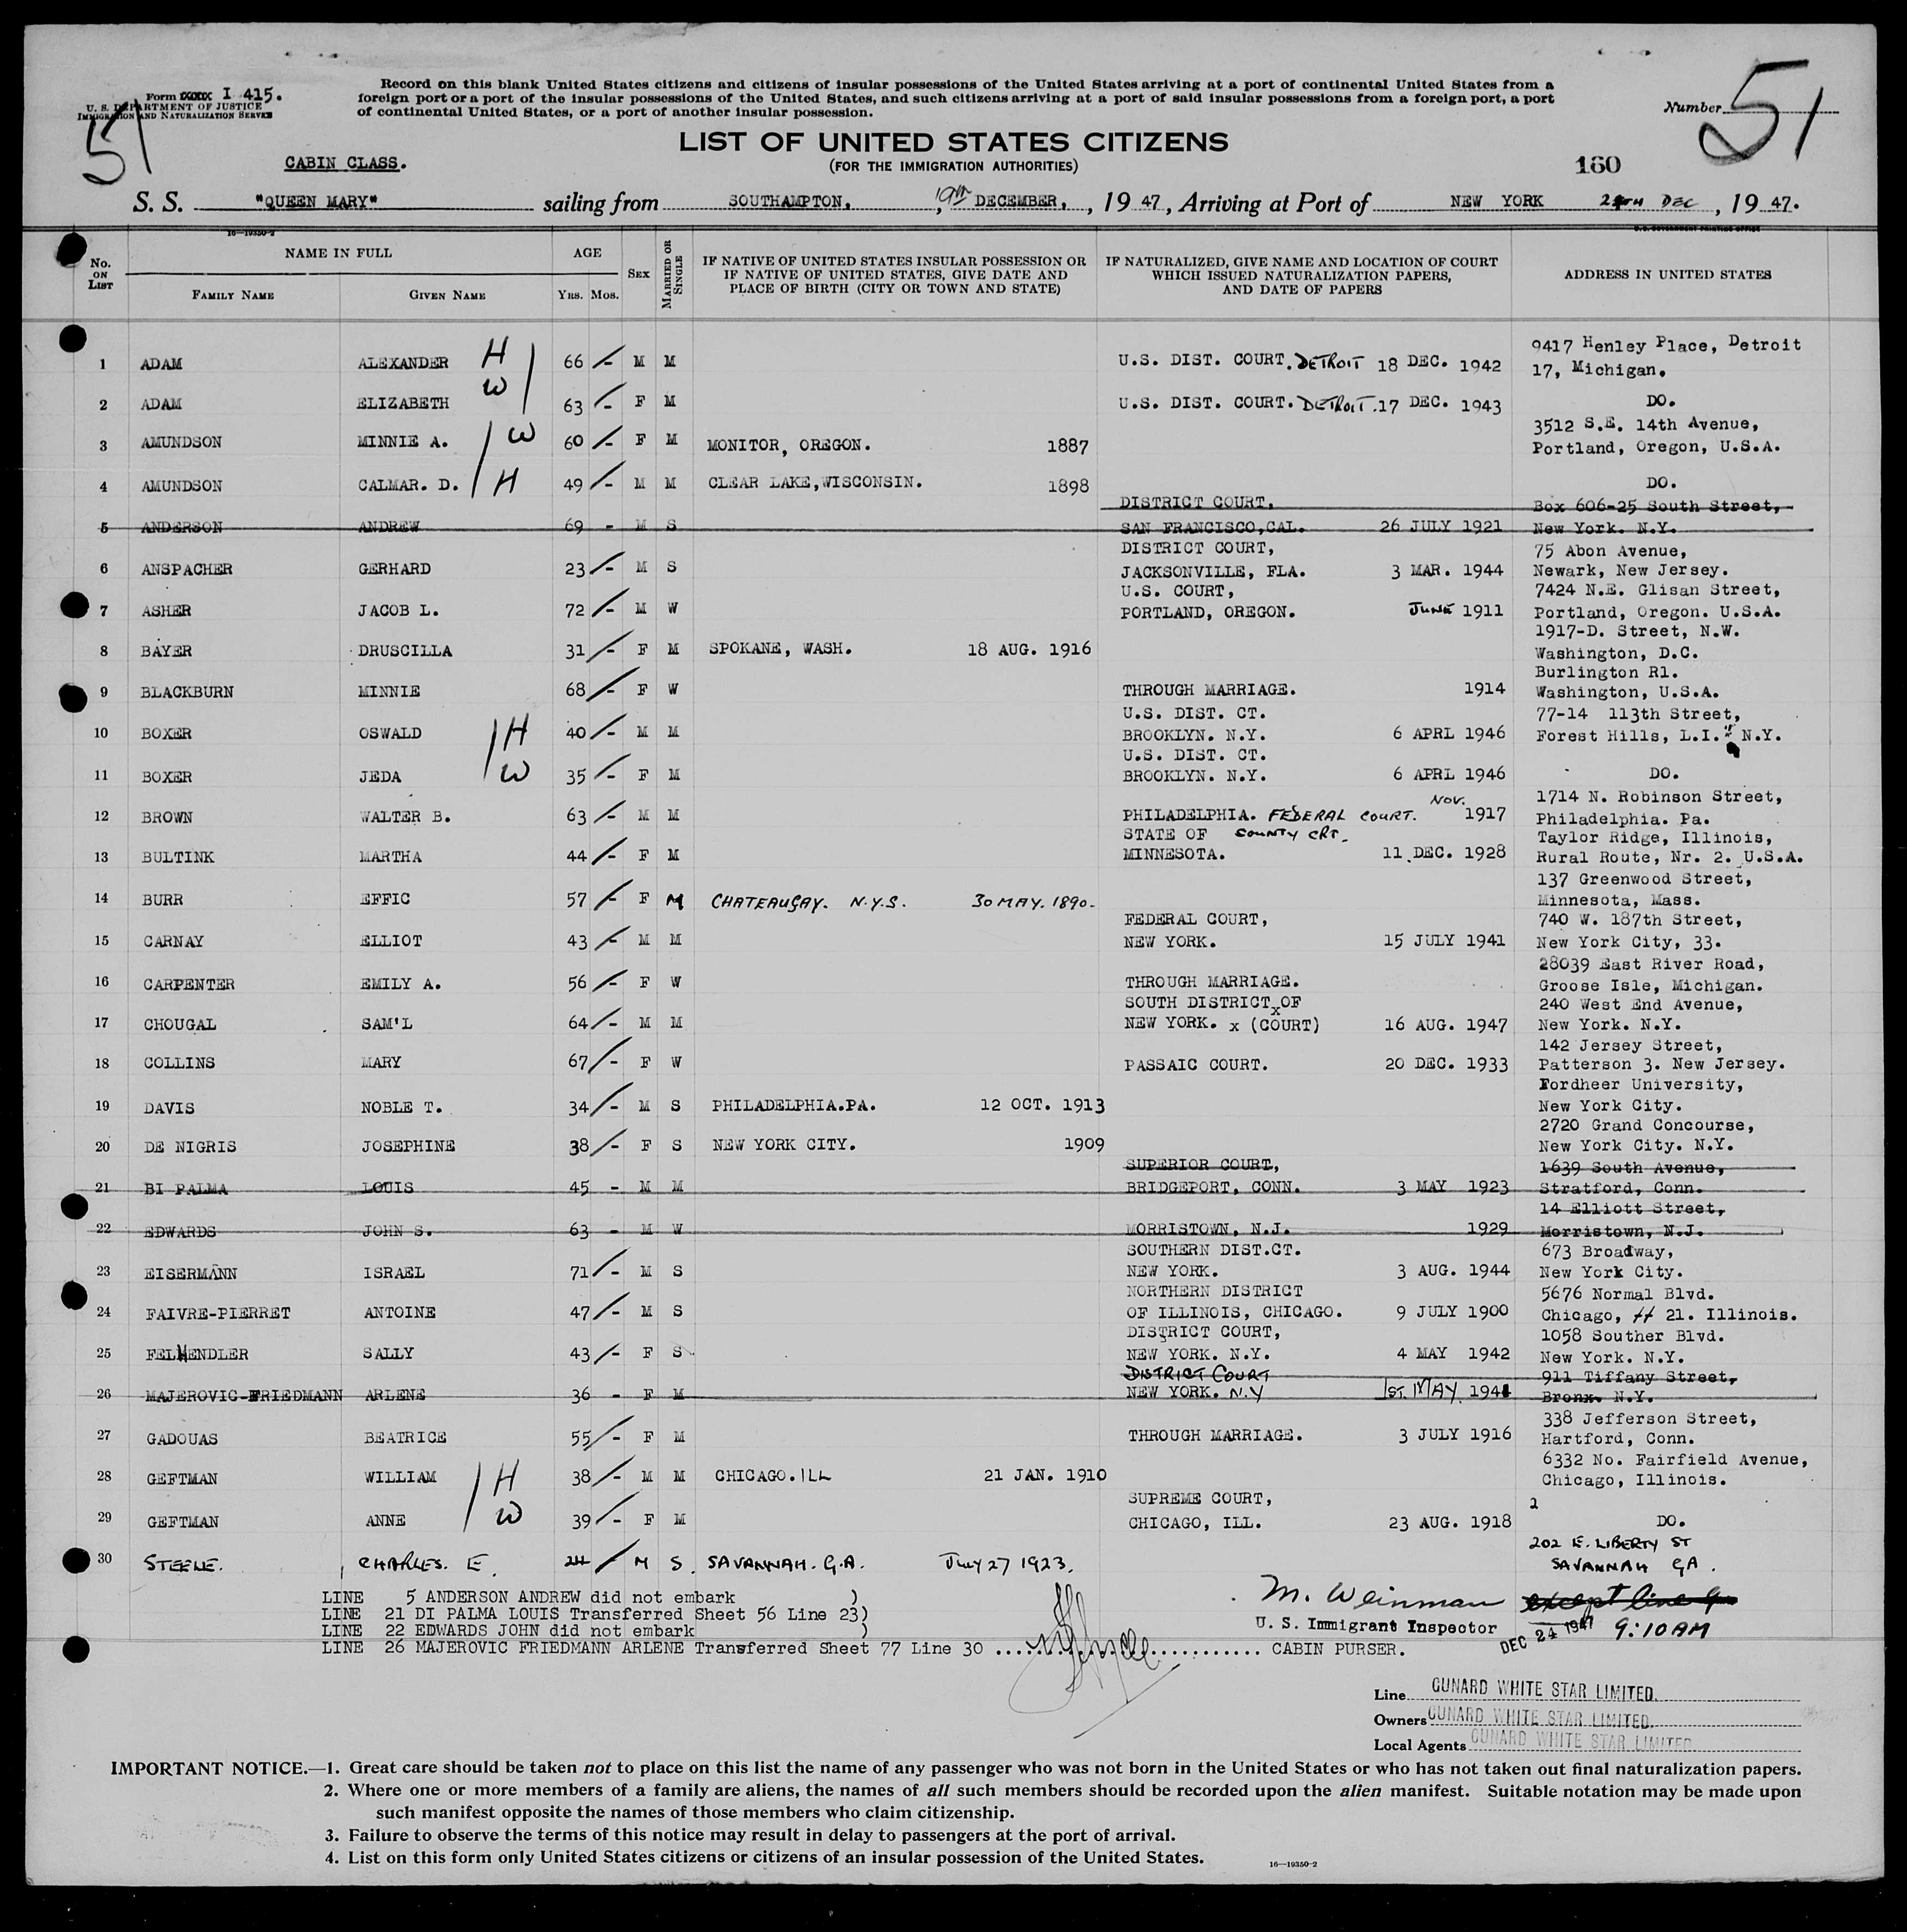 Form I 415.
U. S. DEPARTMENT OF JUSTICE
IMMIGRATION AND NATURALIZATION SERVICE
51
Record on this blank United States citizens and citizens of insular possessions of the United States arriving at a port of continental United States from a
foreign port or a port of the insular possessions of the United States, and such citizens arriving at a port of said insular possessions from a foreign port, a port
of continental United States, or a port of another insular possession.
Number 51
LIST OF UNITED STATES CITIZENS
(FOR THE IMMIGRATION AUTHORITIES)
CABIN CLASS.
160
S. S. "QUEEN MARY" sailing from SOUTHAMPTON, 19TH DECEMBER, , 19 47, Arriving at Port of NEW YORK DEC , 19 47.
16—19350-2
No. ON LIST
NAME IN FULL
FAMILY NAME GIVEN NAME
AGE
YRS. MOS.
SEX
MARRIED OR SINGLE
IF NATIVE OF UNITED STATES INSULAR POSSESSION OR
IF NATIVE OF UNITED STATES, GIVE DATE AND
PLACE OF BIRTH (CITY OR TOWN AND STATE)
IF NATURALIZED, GIVE NAME AND LOCATION OF COURT
WHICH ISSUED NATURALIZATION PAPERS,
AND DATE OF PAPERS
ADDRESS IN UNITED STATES
9417 Henley Place, Detroit
1 ADAM ALEXANDER H 66 - M M U.S. DIST. COURT. DETROIT 18 DEC. 1942 17, Michigan.
2 ADAM ELIZABETH W 63 - F M U.S. DIST. COURT. DETROIT. 17 DEC. 1943 DO.
3512 S.E. 14th Avenue,
3 AMUNDSON MINNIE A. W 60 - F M MONITOR, OREGON. 1887 Portland, Oregon, U.S.A.
4 AMUNDSON CALMAR. D. H 49 - M M CLEAR LAKE, WISCONSIN. 1898 DO.
DISTRICT COURT, Box 606-25 South Street,
5 ANDERSON ANDREW 69 - M S SAN FRANCISCO, CAL. 26 JULY 1921 New York. N.Y.
DISTRICT COURT, 75 Abon Avenue,
6 ANSPACHER GERHARD 23 - M S JACKSONVILLE, FLA. 3 MAR. 1944 Newark, New Jersey.
U.S. COURT, 7424 N.E. Glisan Street,
7 ASHER JACOB L. 72 - M W PORTLAND, OREGON. JUNE 1911 Portland, Oregon. U.S.A.
1917-D. Street, N.W.
8 BAYER DRUSCILLA 31 - F M SPOKANE, WASH. 18 AUG. 1916 Washington, D.C.
Burlington R1.
9 BLACKBURN MINNIE 68 - F W THROUGH MARRIAGE. 1914 Washington, U.S.A.
U.S. DIST. CT. 77-14 113th Street,
10 BOXER OSWALD H 40 - M M BROOKLYN. N.Y. 6 APRL 1946 Forest Hills, L.I. N.Y.
U.S. DIST. CT.
11 BOXER JEDA W 35 - F M BROOKLYN. N.Y. 6 APRL 1946 DO.
Nov. 1714 N. Robinson Street,
12 BROWN WALTER B. 63 - M M PHILADELPHIA. FEDERAL COURT. 1917 Philadelphia. Pa.
STATE OF COUNTY CRT. Taylor Ridge, Illinois,
13 BULTINK MARTHA 44 - F M MINNESOTA. 11 DEC. 1928 Rural Route, Nr. 2. U.S.A.
137 Greenwood Street,
14 BURR EFFIC 57 - F M CHATEAUGAY. N.Y.S. 30 MAY. 1890. Minnesota, Mass.
FEDERAL COURT, 740 W. 187th Street,
15 CARNAY ELLIOT 43 - M M NEW YORK. 15 JULY 1941 New York City, 33.
28039 East River Road,
16 CARPENTER EMILY A. 56 - F W THROUGH MARRIAGE. Groose Isle, Michigan.
SOUTH DISTRICT x OF 240 West End Avenue,
17 CHOUGAL SAM'L 64 - M M NEW YORK. x (COURT) 16 AUG. 1947 New York. N.Y.
142 Jersey Street,
18 COLLINS MARY 67 - F W PASSAIC COURT. 20 DEC. 1933 Patterson 3. New Jersey.
Fordheer University,
19 DAVIS NOBLE T. 34 - M S PHILADELPHIA.PA. 12 OCT. 1913 New York City.
2720 Grand Concourse,
20 DE NIGRIS JOSEPHINE 38 - F S NEW YORK CITY. 1909 New York City. N.Y.
SUPERIOR COURT, 1639 South Avenue,
21 BI PALMA LOUIS 45 - M M BRIDGEPORT, CONN. 3 MAY 1923 Stratford, Conn.
14 Elliott Street,
22 EDWARDS JOHN S. 63 - M W MORRISTOWN, N.J. 1929 Morristown, N.J.
SOUTHERN DIST.CT. 673 Broadway,
23 EISERMANN ISRAEL 71 - M S NEW YORK. 3 AUG. 1944 New York City.
NORTHERN DISTRICT 5676 Normal Blvd.
24 FAIVRE-PIERRET ANTOINE 47 - M S OF ILLINOIS, CHICAGO. 9 JULY 1900 Chicago, 21. Illinois.
DISTRICT COURT, 1058 Souther Blvd.
25 FELHENDLER SALLY 43 - F S NEW YORK. N.Y. 4 MAY 1942 New York. N.Y.
DISTRICT COURT 911 Tiffany Street,
26 MAJEROVIC-FRIEDMANN ARLENE 36 - F M NEW YORK. N.Y 1ST. MAY 1941 Bronx. N.Y.
338 Jefferson Street,
27 GADOUAS BEATRICE 55 - F M THROUGH MARRIAGE. 3 JULY 1916 Hartford, Conn.
6332 No. Fairfield Avenue,
28 GEFTMAN WILLIAM H 38 - M M CHICAGO. ILL 21 JAN. 1910 Chicago, Illinois.
SUPREME COURT, 2
29 GEFTMAN ANNE W 39 - F M CHICAGO, ILL. 23 AUG. 1918 DO.
202 E. LIBERTY ST
30 STEELE. CHARLES. E. 24 M S. SAVANNAH. G.A. July 27 1923. SAVANNAH GA.
LINE 5 ANDERSON ANDREW did not embark )
LINE 21 DI PALMA LOUIS Transferred Sheet 56 Line 23)
LINE 22 EDWARDS JOHN did not embark )
LINE 26 MAJEROVIC FRIEDMANN ARLENE Transferred Sheet 77 Line 30 CABIN PURSER.
M. Weinman
U. S. Immigrant Inspector
DEC 24 1947 9:10 AM
Line CUNARD WHITE STAR LIMITED.
Owners CUNARD WHITE STAR LIMITED.
Local Agents CUNARD WHITE STAR LIMITED
IMPORTANT NOTICE.—1. Great care should be taken not to place on this list the name of any passenger who was not born in the United States or who has not taken out final naturalization papers.
2. Where one or more members of a family are aliens, the names of all such members should be recorded upon the alien manifest. Suitable notation may be made upon
such manifest opposite the names of those members who claim citizenship.
3. Failure to observe the terms of this notice may result in delay to passengers at the port of arrival.
4. List on this form only United States citizens or citizens of an insular possession of the United States.
16—19350-2